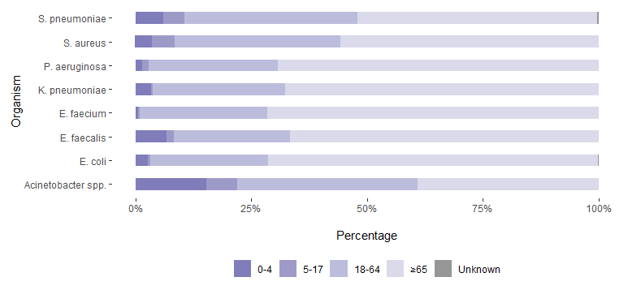 Organism
S. pneumoniae
S. aureus
P. aeruginosa
K. pneumoniae
E. faecium
E. faecalis
E. coli
Acinetobacter spp.
0% 25% 50% 75% 100%
Percentage
0-4 5-17 18-64 ≥65 Unknown